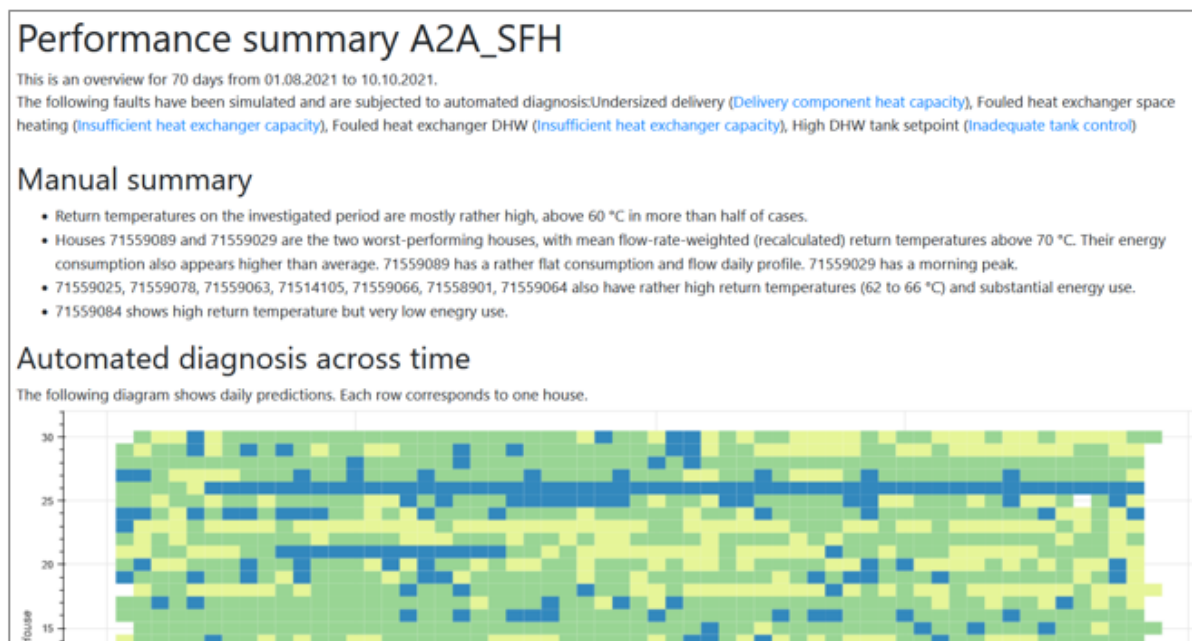 Performance summary A2A_SFH
This is an overview for 70 days from 01.08.2021 to 10.10.2021.
The following faults have been simulated and are subjected to automated diagnosis:Undersized delivery (Delivery component heat capacity), Fouled heat exchanger space
heating (Insufficient heat exchanger capacity), Fouled heat exchanger DHW (Insufficient heat exchanger capacity), High DHW tank setpoint (Inadequate tank control)
Manual summary
• Return temperatures on the investigated period are mostly rather high, above 60 °C in more than half of cases.
• Houses 71559089 and 71559029 are the two worst-performing houses, with mean flow-rate-weighted (recalculated) return temperatures above 70 °C. Their energy
consumption also appears higher than average. 71559089 has a rather flat consumption and flow daily profile. 71559029 has a morning peak.
• 71559025, 71559078, 71559063, 71514105, 71559066, 71558901, 71559064 also have rather high return temperatures (62 to 66 °C) and substantial energy use.
• 71559084 shows high return temperature but very low enegry use.
Automated diagnosis across time
The following diagram shows daily predictions. Each row corresponds to one house.
30
25
20
15